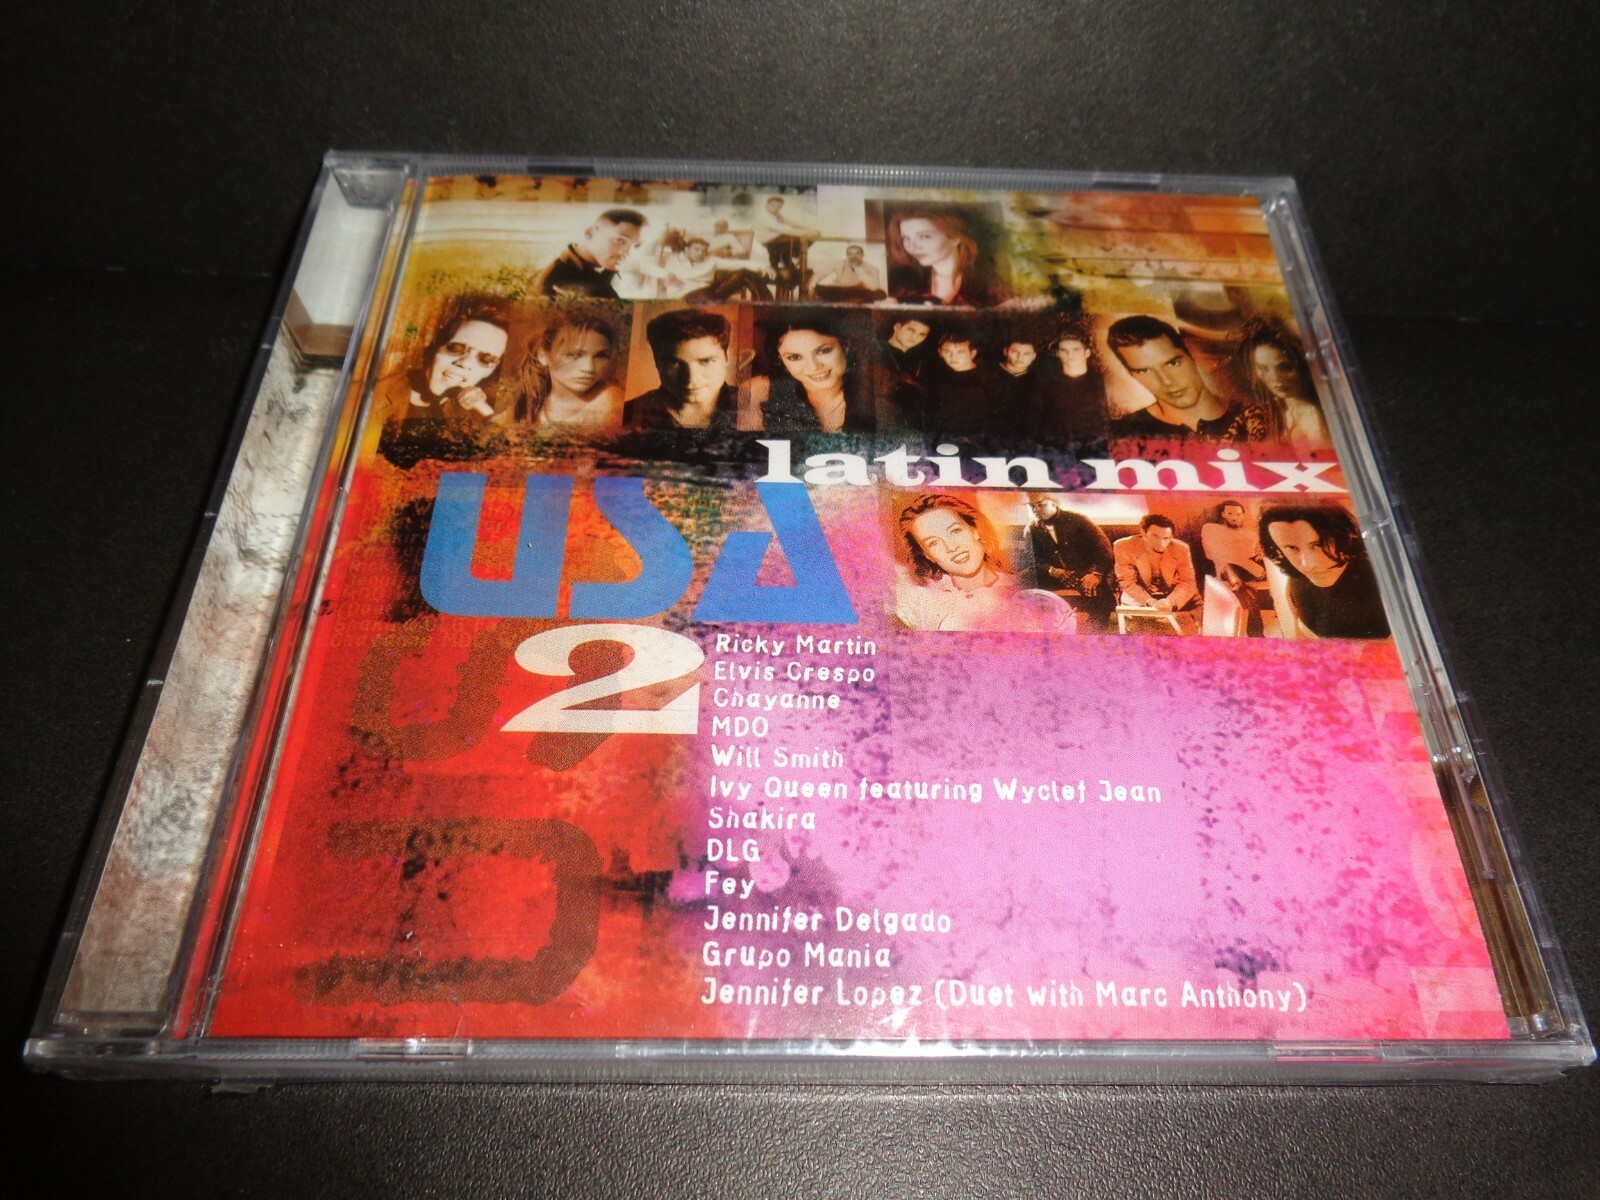 latin mix
USA
2
Ricky Martin
Elvis Crespo
Chayanne
MDO
Will Smith
Ivy Queen featuring Wyclef Jean
Shakira
DLG
Fey
Jennifer Delgado
Grupo Mania
Jennifer Lopez (Duet with Marc Anthony)